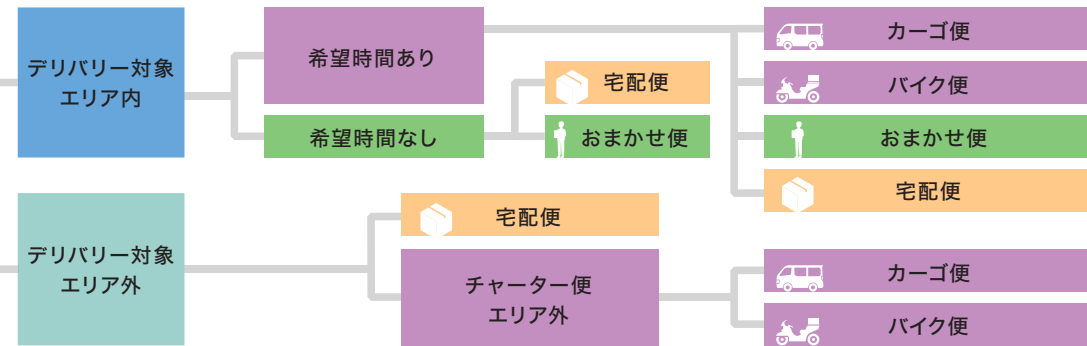 デリバリー対象
エリア内
希望時間あり
カーゴ便
バイク便
おまかせ便
宅配便
希望時間なし
宅配便
おまかせ便
デリバリー対象
エリア外
宅配便
チャーター便
エリア外
カーゴ便
バイク便